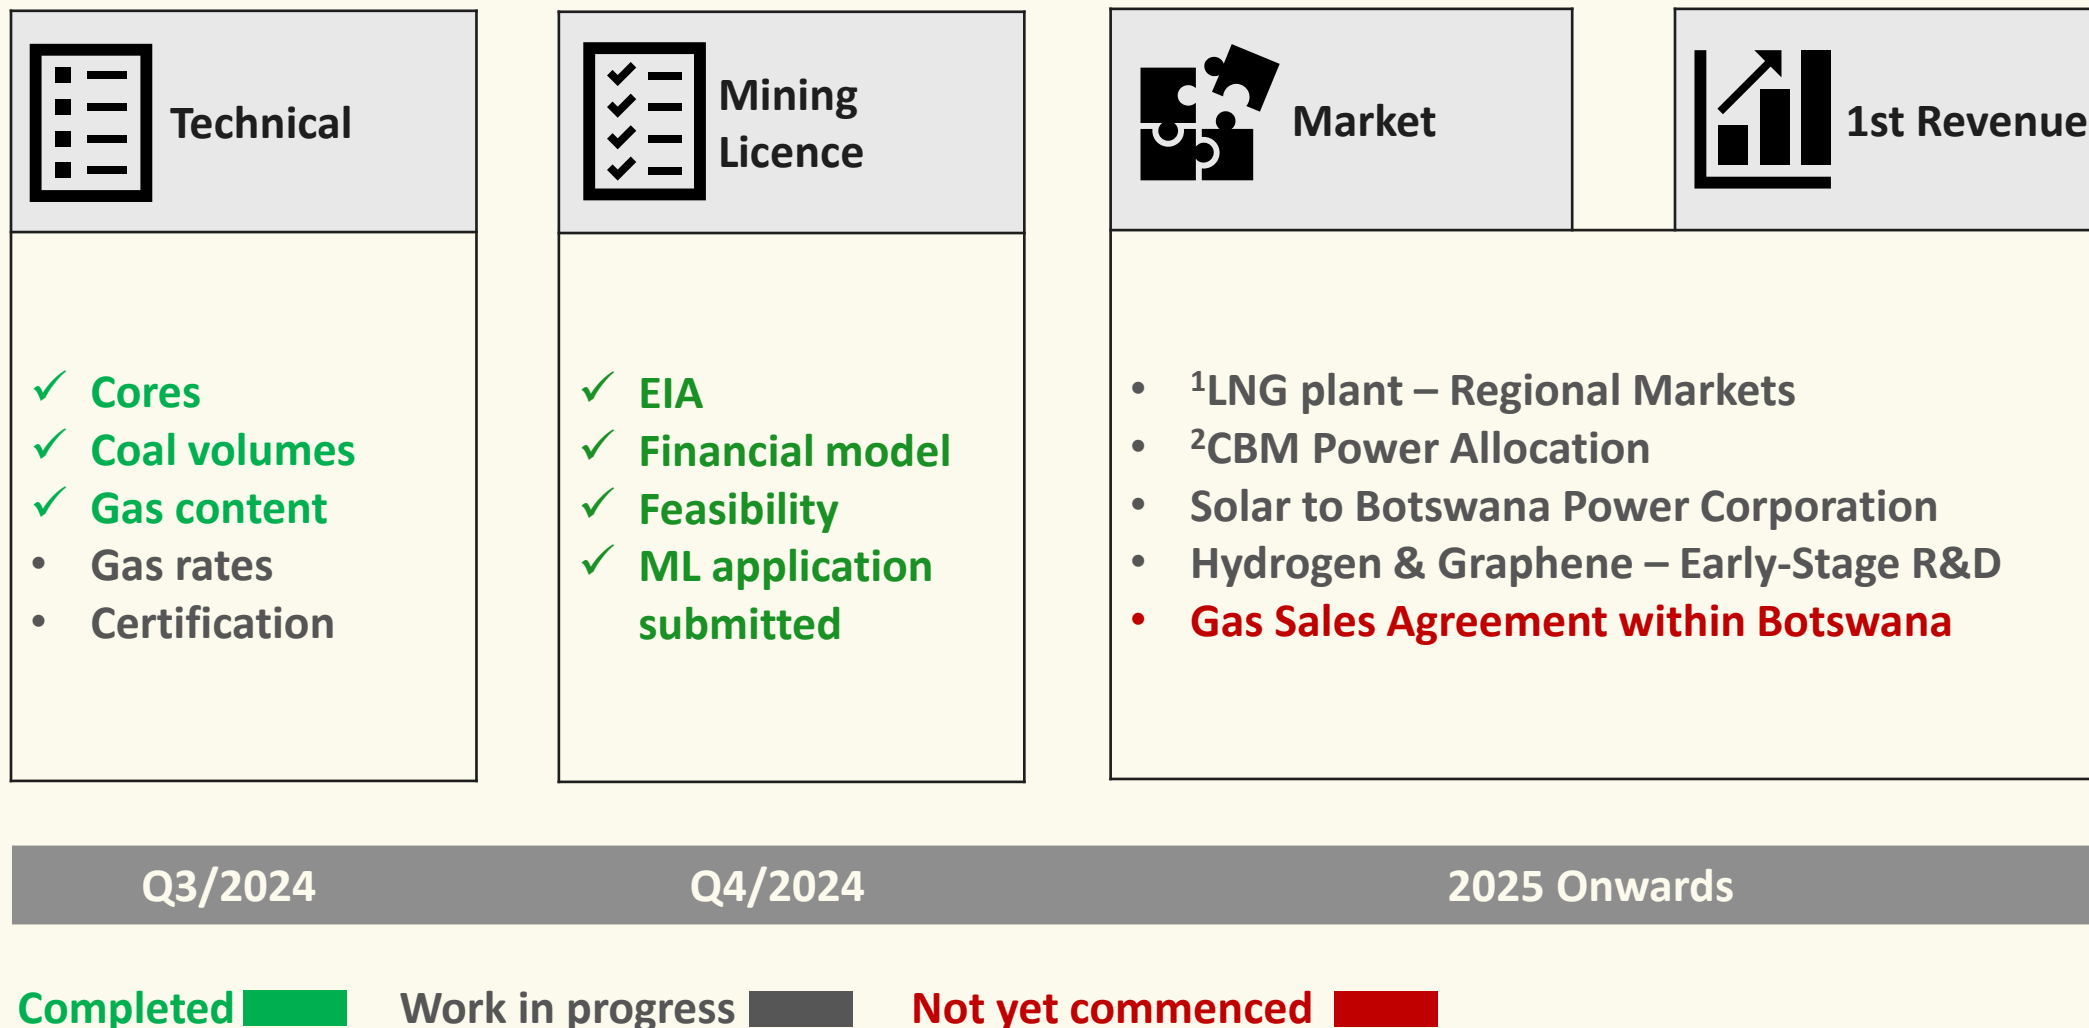 Technical
Mining
Licence
Market
1st Revenue
✓ Cores
✓ Coal volumes
✓ Gas content
• Gas rates
• Certification
✓ EIA
✓ Financial model
✓ Feasibility
✓ ML application
submitted
• ¹LNG plant – Regional Markets
• ²CBM Power Allocation
• Solar to Botswana Power Corporation
• Hydrogen & Graphene – Early-Stage R&D
• Gas Sales Agreement within Botswana
Q3/2024
Q4/2024
2025 Onwards
Completed
Work in progress
Not yet commenced